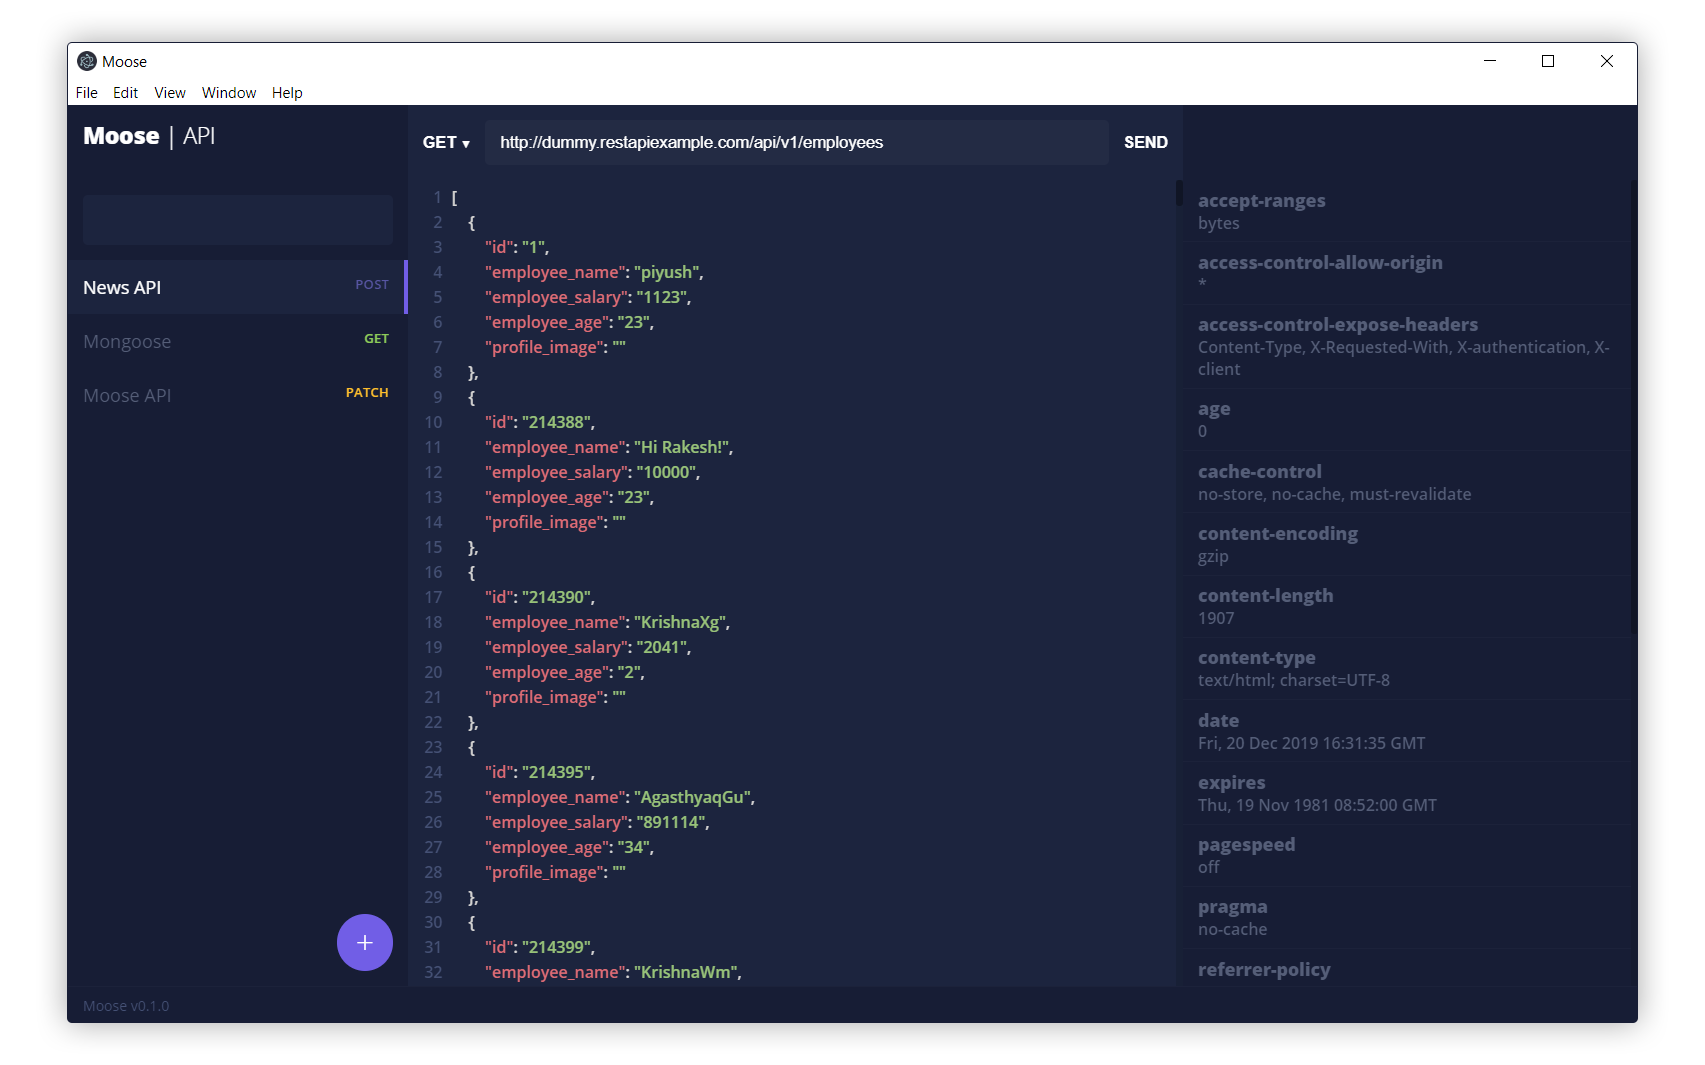 Moose
File Edit View Window Help
Moose | API
News API POST
Mongoose GET
Moose API PATCH
+
Moose v0.1.0
GET ▾ http://dummy.restapiexample.com/api/v1/employees SEND
1 [
2 {
3 "id": "1",
4 "employee_name": "piyush",
5 "employee_salary": "1123",
6 "employee_age": "23",
7 "profile_image": ""
8 },
9 {
10 "id": "214388",
11 "employee_name": "Hi Rakesh!",
12 "employee_salary": "10000",
13 "employee_age": "23",
14 "profile_image": ""
15 },
16 {
17 "id": "214390",
18 "employee_name": "KrishnaXg",
19 "employee_salary": "2041",
20 "employee_age": "2",
21 "profile_image": ""
22 },
23 {
24 "id": "214395",
25 "employee_name": "AgasthyaqGu",
26 "employee_salary": "891114",
27 "employee_age": "34",
28 "profile_image": ""
29 },
30 {
31 "id": "214399",
32 "employee_name": "KrishnaWm",
accept-ranges
bytes
access-control-allow-origin
*
access-control-expose-headers
Content-Type, X-Requested-With, X-authentication, X-
client
age
0
cache-control
no-store, no-cache, must-revalidate
content-encoding
gzip
content-length
1907
content-type
text/html; charset=UTF-8
date
Fri, 20 Dec 2019 16:31:35 GMT
expires
Thu, 19 Nov 1981 08:52:00 GMT
pagespeed
off
pragma
no-cache
referrer-policy